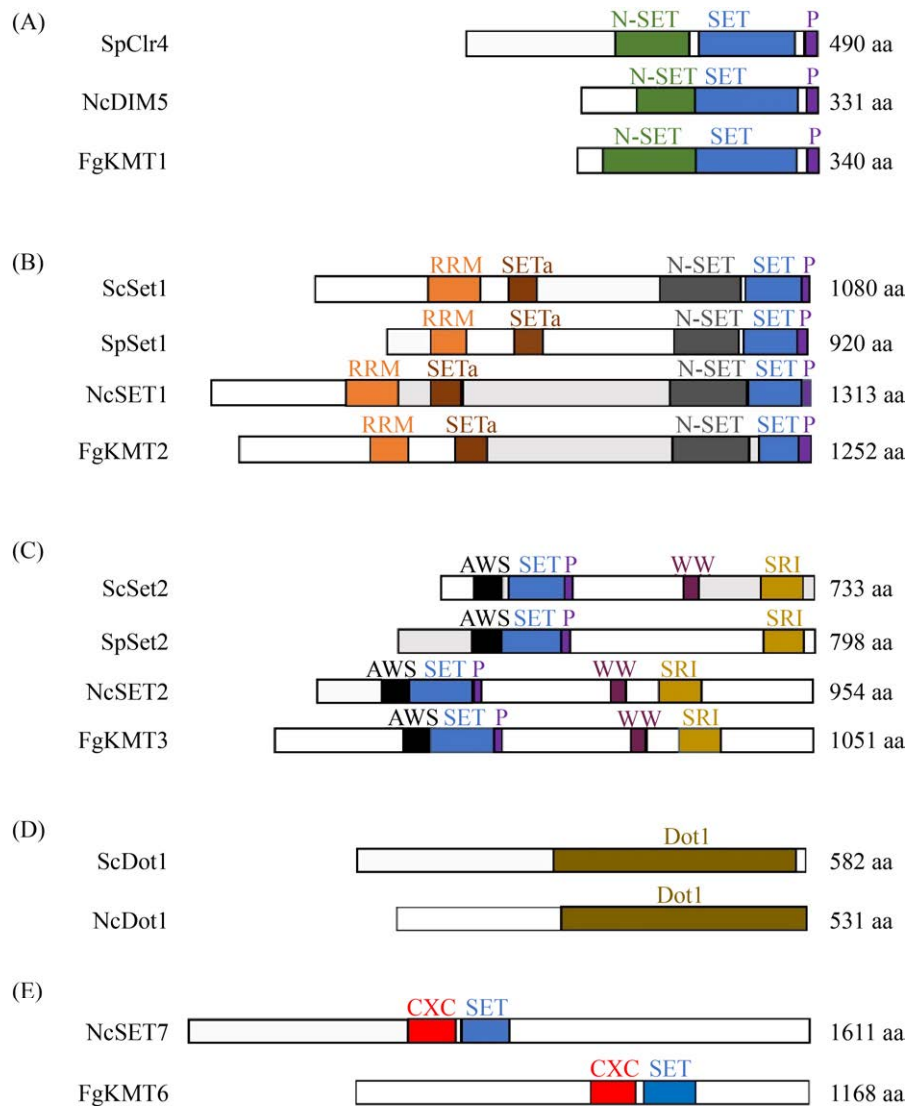 (A)
N-SET SET P
SpClr4 490 aa
N-SET SET P
NcDIM5 331 aa
N-SET SET P
FgKMT1 340 aa
(B)
RRM SETa N-SET SET P
ScSet1 1080 aa
RRM SETa N-SET SET P
SpSet1 920 aa
RRM SETa N-SET SET P
NcSET1 1313 aa
RRM SETa N-SET SET P
FgKMT2 1252 aa
(C)
AWS SET P WW SRI
ScSet2 733 aa
AWS SET P SRI
SpSet2 798 aa
AWS SET P WW SRI
NcSET2 954 aa
AWS SET P WW SRI
FgKMT3 1051 aa
(D)
Dot1
ScDot1 582 aa
Dot1
NcDot1 531 aa
(E)
CXC SET
NcSET7 1611 aa
CXC SET
FgKMT6 1168 aa